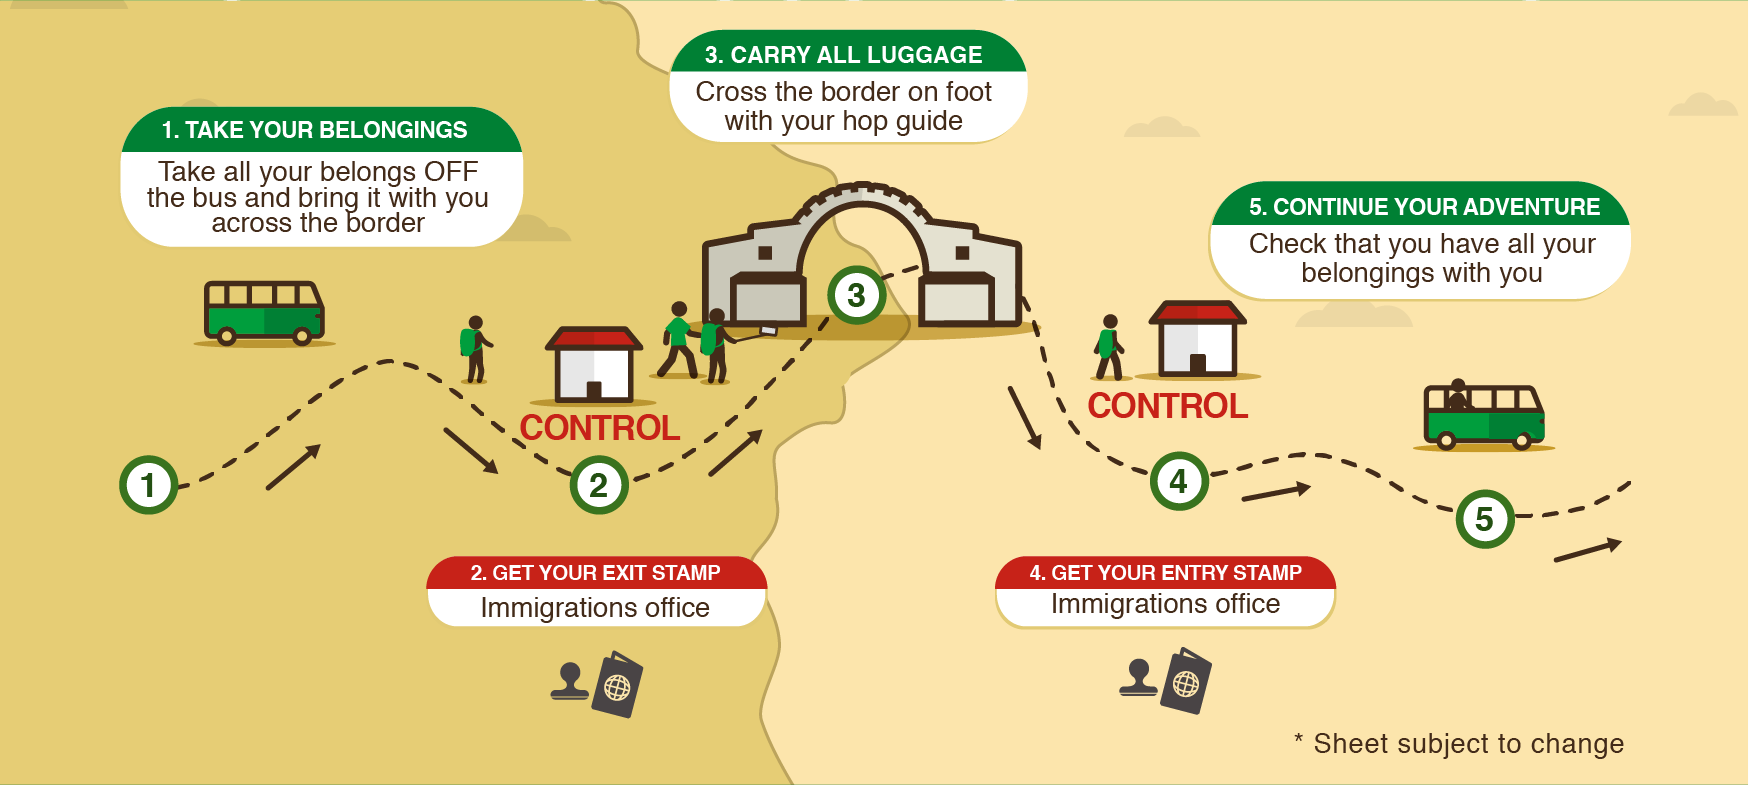 1. TAKE YOUR BELONGINGS
Take all your belongs OFF
the bus and bring it with you
across the border
3. CARRY ALL LUGGAGE
Cross the border on foot
with your hop guide
5. CONTINUE YOUR ADVENTURE
Check that you have all your
belongings with you
CONTROL
CONTROL
1
2
3
4
5
2. GET YOUR EXIT STAMP
Immigrations office
4. GET YOUR ENTRY STAMP
Immigrations office
* Sheet subject to change